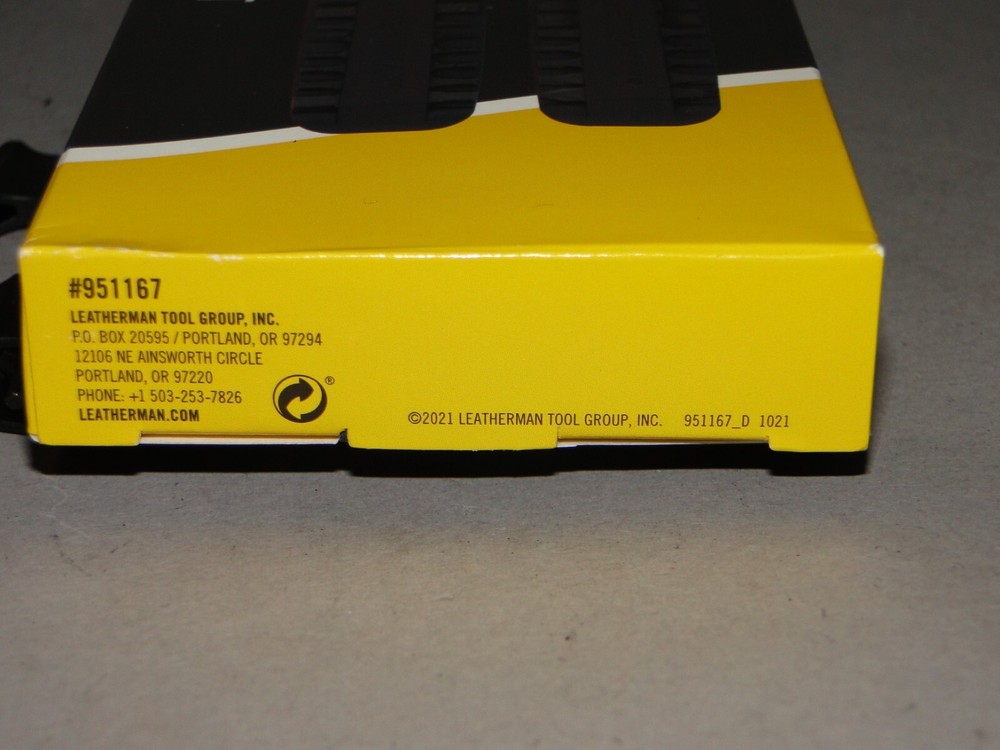 #951167
LEATHERMAN TOOL GROUP, INC.
P.O. BOX 20595 / PORTLAND, OR 97294
12106 NE AINSWORTH CIRCLE
PORTLAND, OR 97220
PHONE: +1 503-253-7826
LEATHERMAN.COM
®
©2021 LEATHERMAN TOOL GROUP, INC. 951167_D 1021